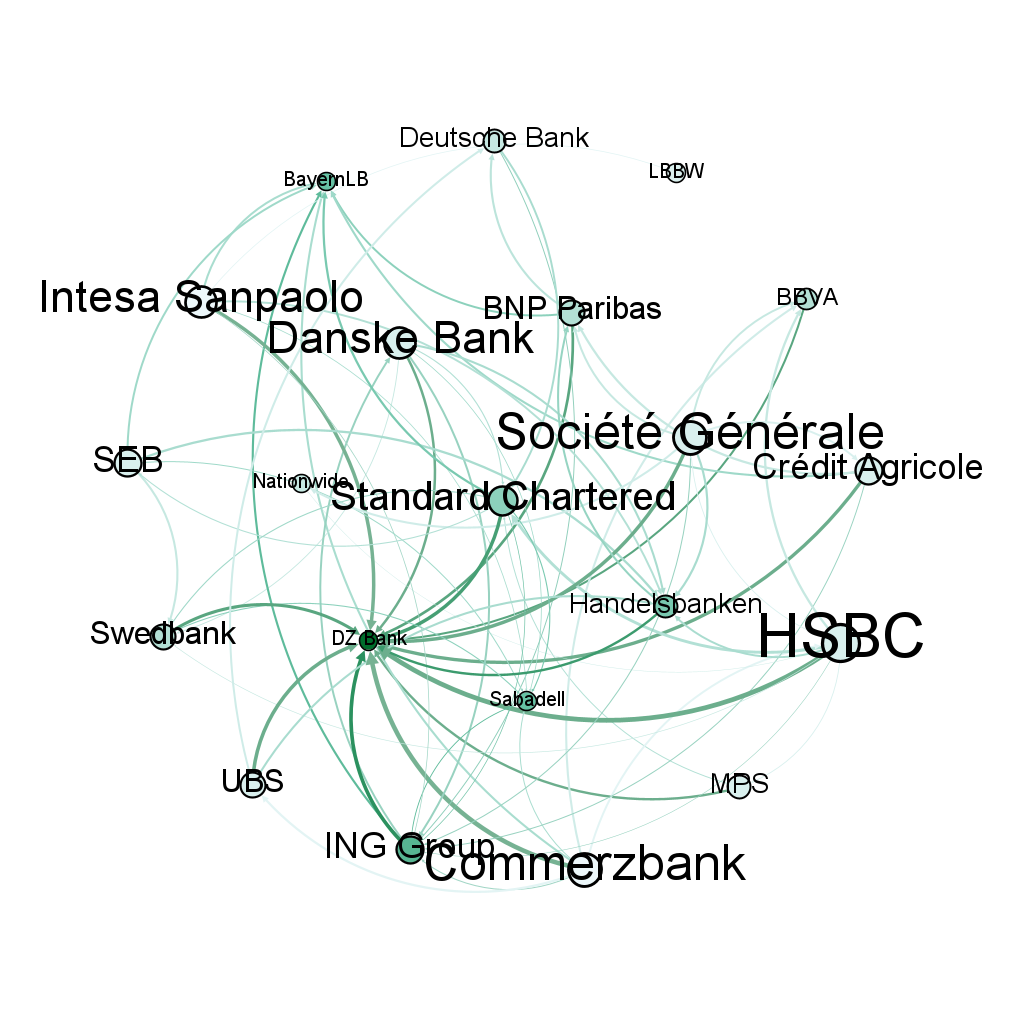 Deutsche Bank
LBBW
BayernLB
Intesa Sanpaolo
BNP Paribas
BBVA
Danske Bank
Société Générale
SEB
Crédit Agricole
Nationwide
Standard Chartered
Handelsbanken
Swedbank
DZ Bank
HSBC
Sabadell
UBS
MPS
ING Group
Commerzbank